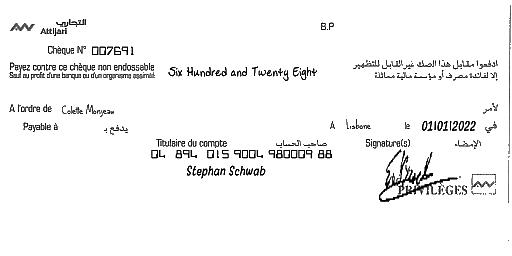 التجاري
Attijari
B.P
Chèque N° 007691
Payez contre ce chèque non endossable
Sauf au profit d'une banque ou d'un organisme assimilé
Six Hundred and Twenty Eight
ادفعوا مقابل هذا الصك غير القابل للتظهير
إلا لفائدة مصرف أو مؤسسة مالية مماثلة
A l'ordre de Colette Monjeau
لأمر
Payable à يدفع بـ
A Lisbone le 01/01/2022 في
Titulaire du compte صاحب الحساب
Signature(s) الإمضاء
04 894 015 9004 980009 88
Stephan Schwab
PRIVILÈGES